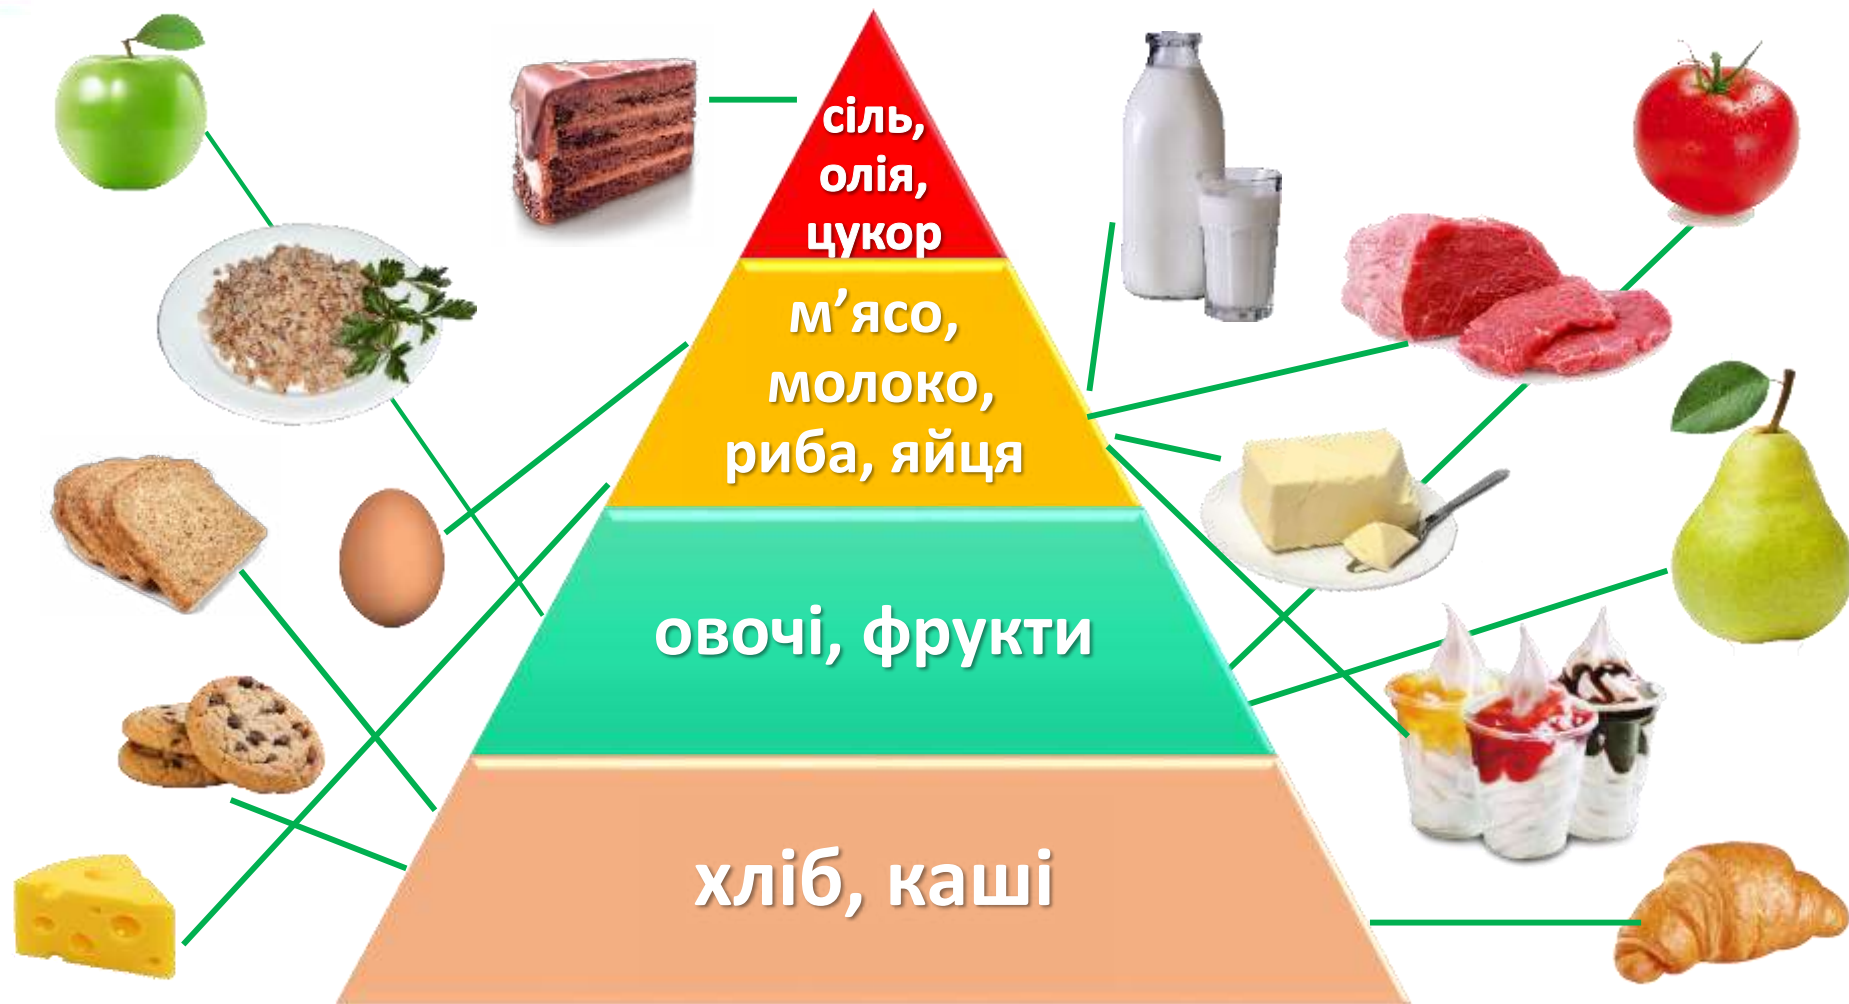 сіль,
олія,
цукор
м’ясо,
молоко,
риба, яйця
овочі, фрукти
хліб, каші